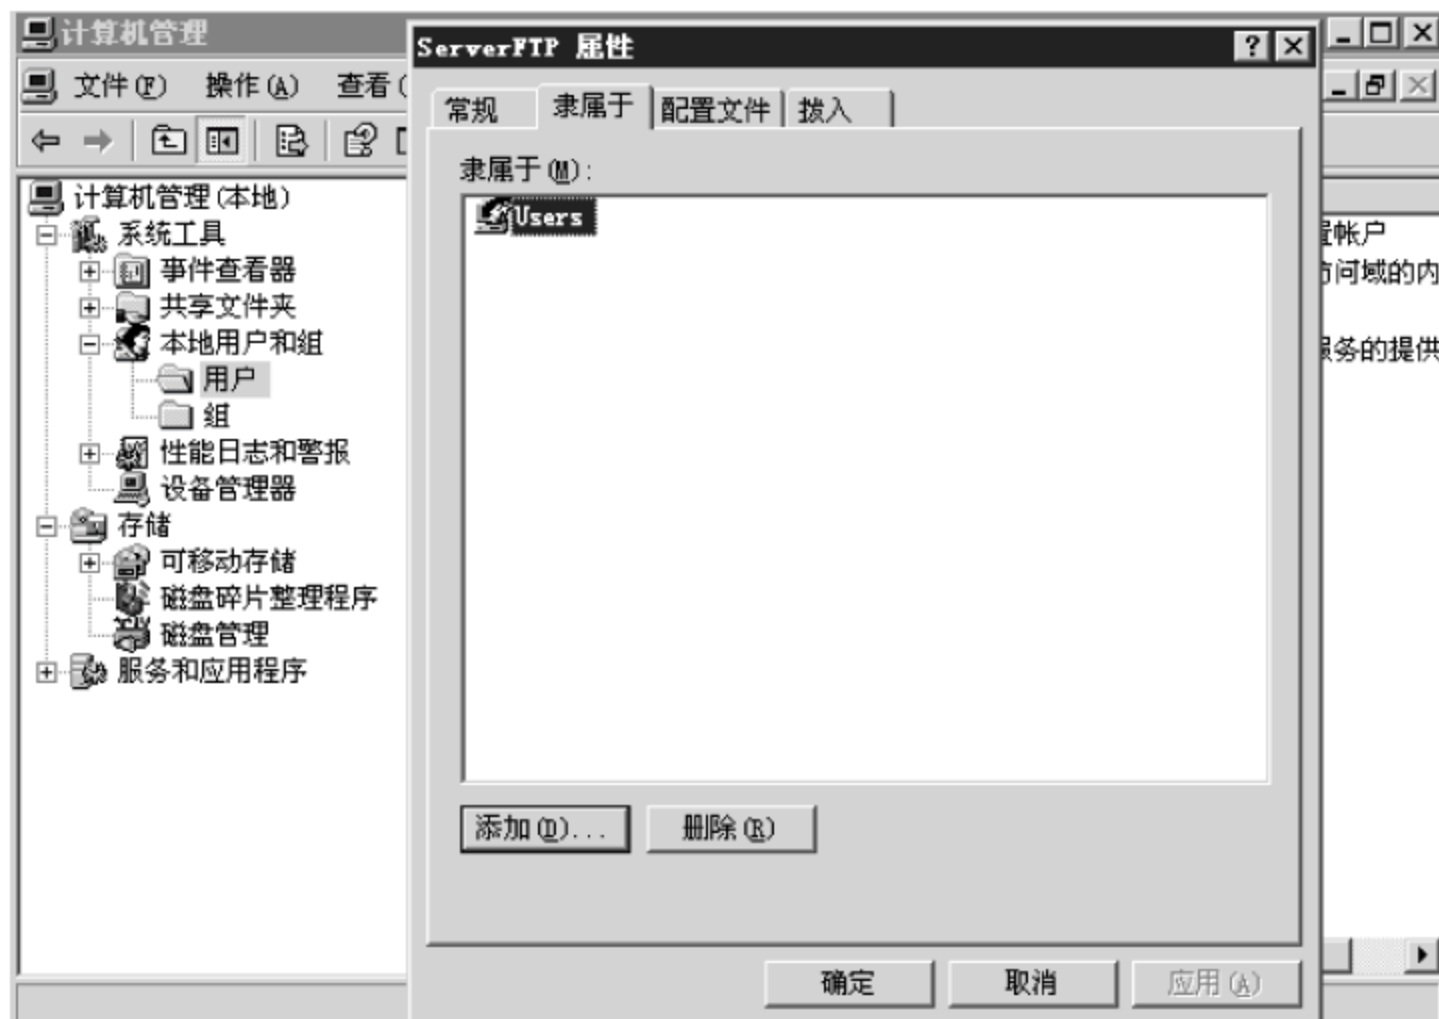 计算机管理
文件(F) 操作(A) 查看(
计算机管理(本地)
系统工具
事件查看器
共享文件夹
本地用户和组
用户
组
性能日志和警报
设备管理器
存储
可移动存储
磁盘碎片整理程序
磁盘管理
服务和应用程序
ServerFTP 属性
常规 隶属于 配置文件 拨入
隶属于(M):
Users
添加(D)... 删除(R)
确定 取消 应用(A)
置帐户
访问域的内
服务的提供